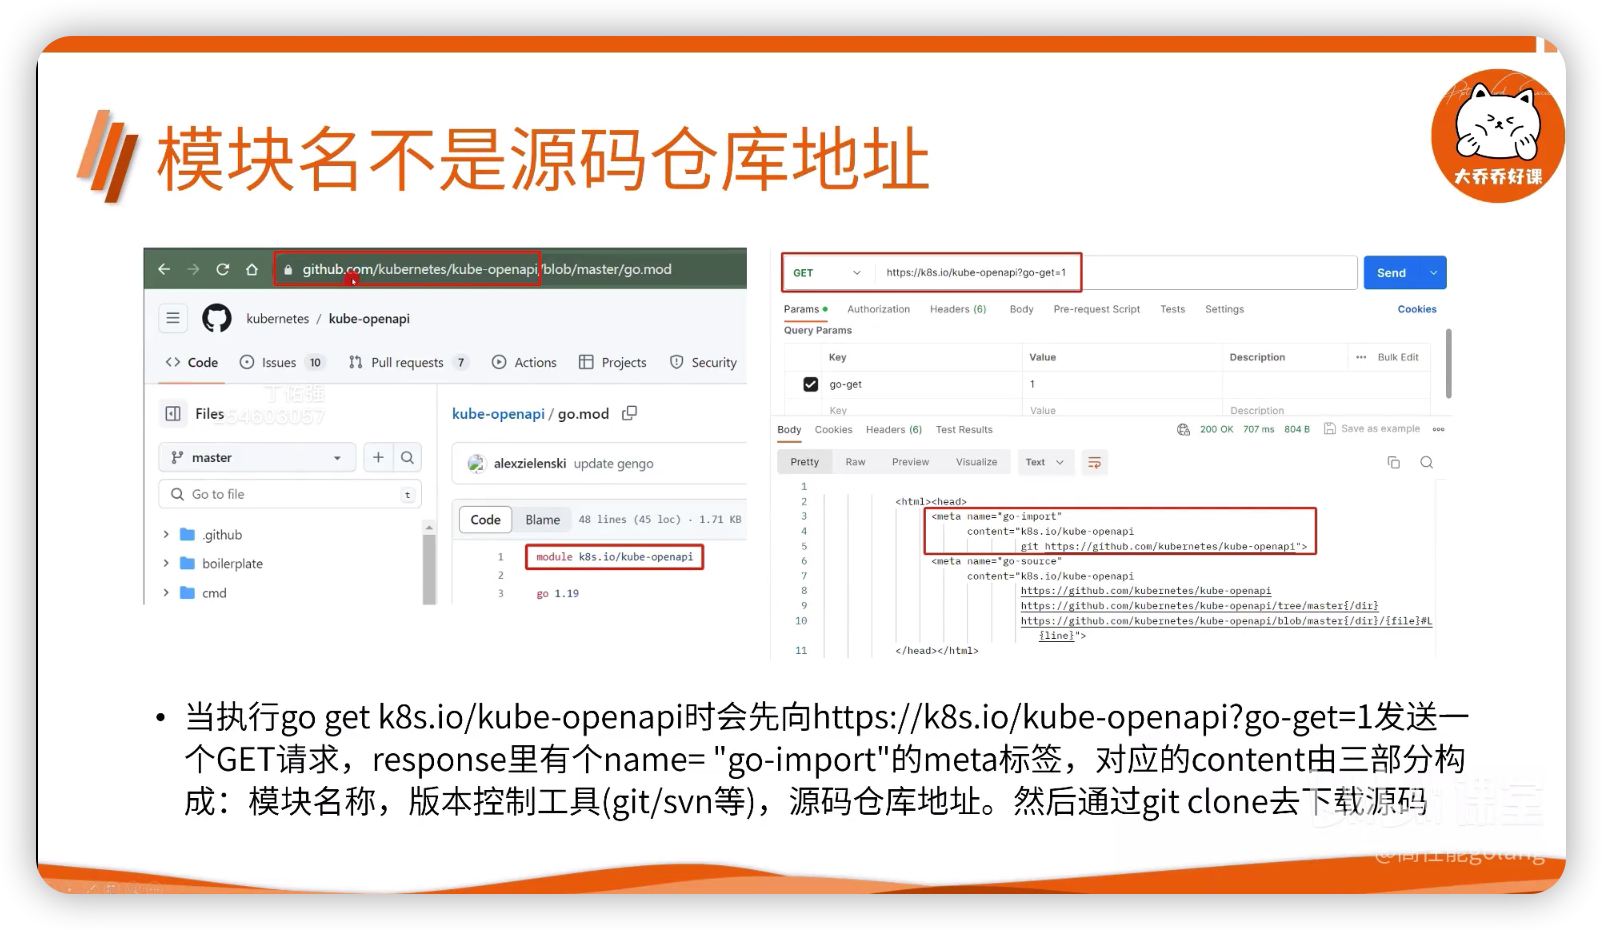 模块名不是源码仓库地址
大乔乔好课
github.com/kubernetes/kube-openapi/blob/master/go.mod
kubernetes / kube-openapi
Code Issues 10 Pull requests 7 Actions Projects Security
Files
丁佑强
254603057
master
Go to file t
.github
boilerplate
cmd
kube-openapi / go.mod
alexzielenski update gengo
Code Blame 48 lines (45 loc) · 1.71 KB
1 module k8s.io/kube-openapi
2
3 go 1.19
GET https://k8s.io/kube-openapi?go-get=1 Send
Params Authorization Headers (6) Body Pre-request Script Tests Settings Cookies
Query Params
Key Value Description Bulk Edit
go-get 1
Key Value Description
Body Cookies Headers (6) Test Results 200 OK 707 ms 804 B Save as example
Pretty Raw Preview Visualize Text
1
2 <html><head>
3 <meta name="go-import"
4 content="k8s.io/kube-openapi
5 git https://github.com/kubernetes/kube-openapi">
6 <meta name="go-source"
7 content="k8s.io/kube-openapi
8 https://github.com/kubernetes/kube-openapi
9 https://github.com/kubernetes/kube-openapi/tree/master{/dir}
10 https://github.com/kubernetes/kube-openapi/blob/master{/dir}/{file}#L
{line}">
11 </head></html>
• 当执行go get k8s.io/kube-openapi时会先向https://k8s.io/kube-openapi?go-get=1发送一
个GET请求，response里有个name= "go-import"的meta标签，对应的content由三部分构
成：模块名称，版本控制工具(git/svn等)，源码仓库地址。然后通过git clone去下载源码
课堂
@高性能golang